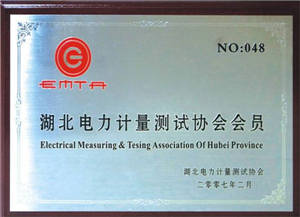 NO:048
EMTA
湖北电力计量测试协会会员
Electrical Measuring & Tesing Association Of Hubei Province
湖北电力计量测试协会
二零零七年二月